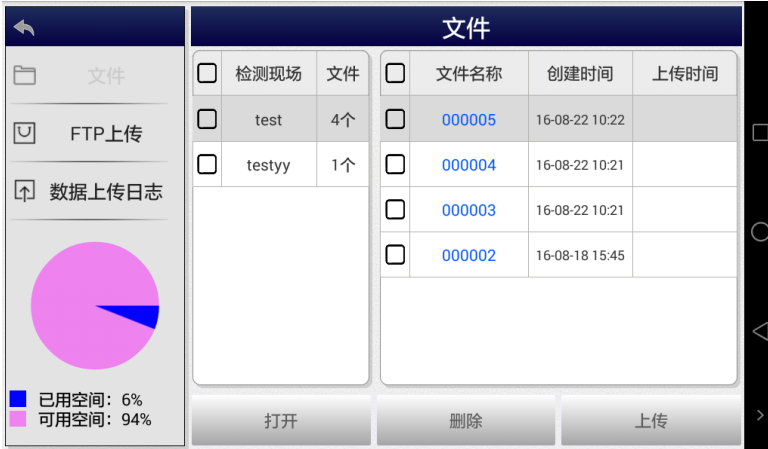 文件
文件
FTP上传
数据上传日志
已用空间：6%
可用空间：94%
检测现场 文件
test 4个
testyy 1个
文件名称 创建时间 上传时间
000005 16-08-22 10:22
000004 16-08-22 10:21
000003 16-08-22 10:21
000002 16-08-18 15:45
打开 删除 上传